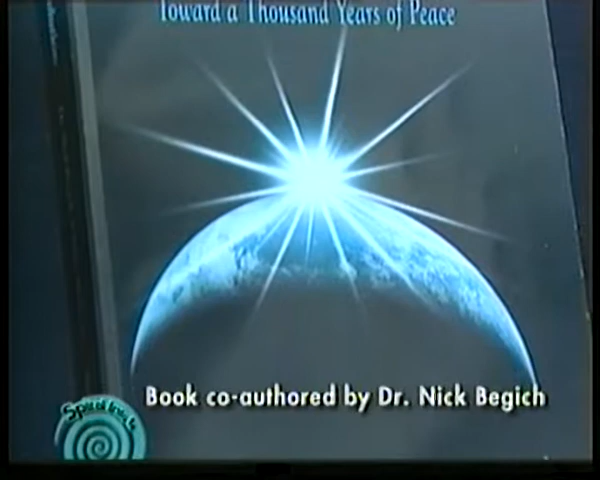 Toward a Thousand Years of Peace
Book co-authored by Dr. Nick Begich